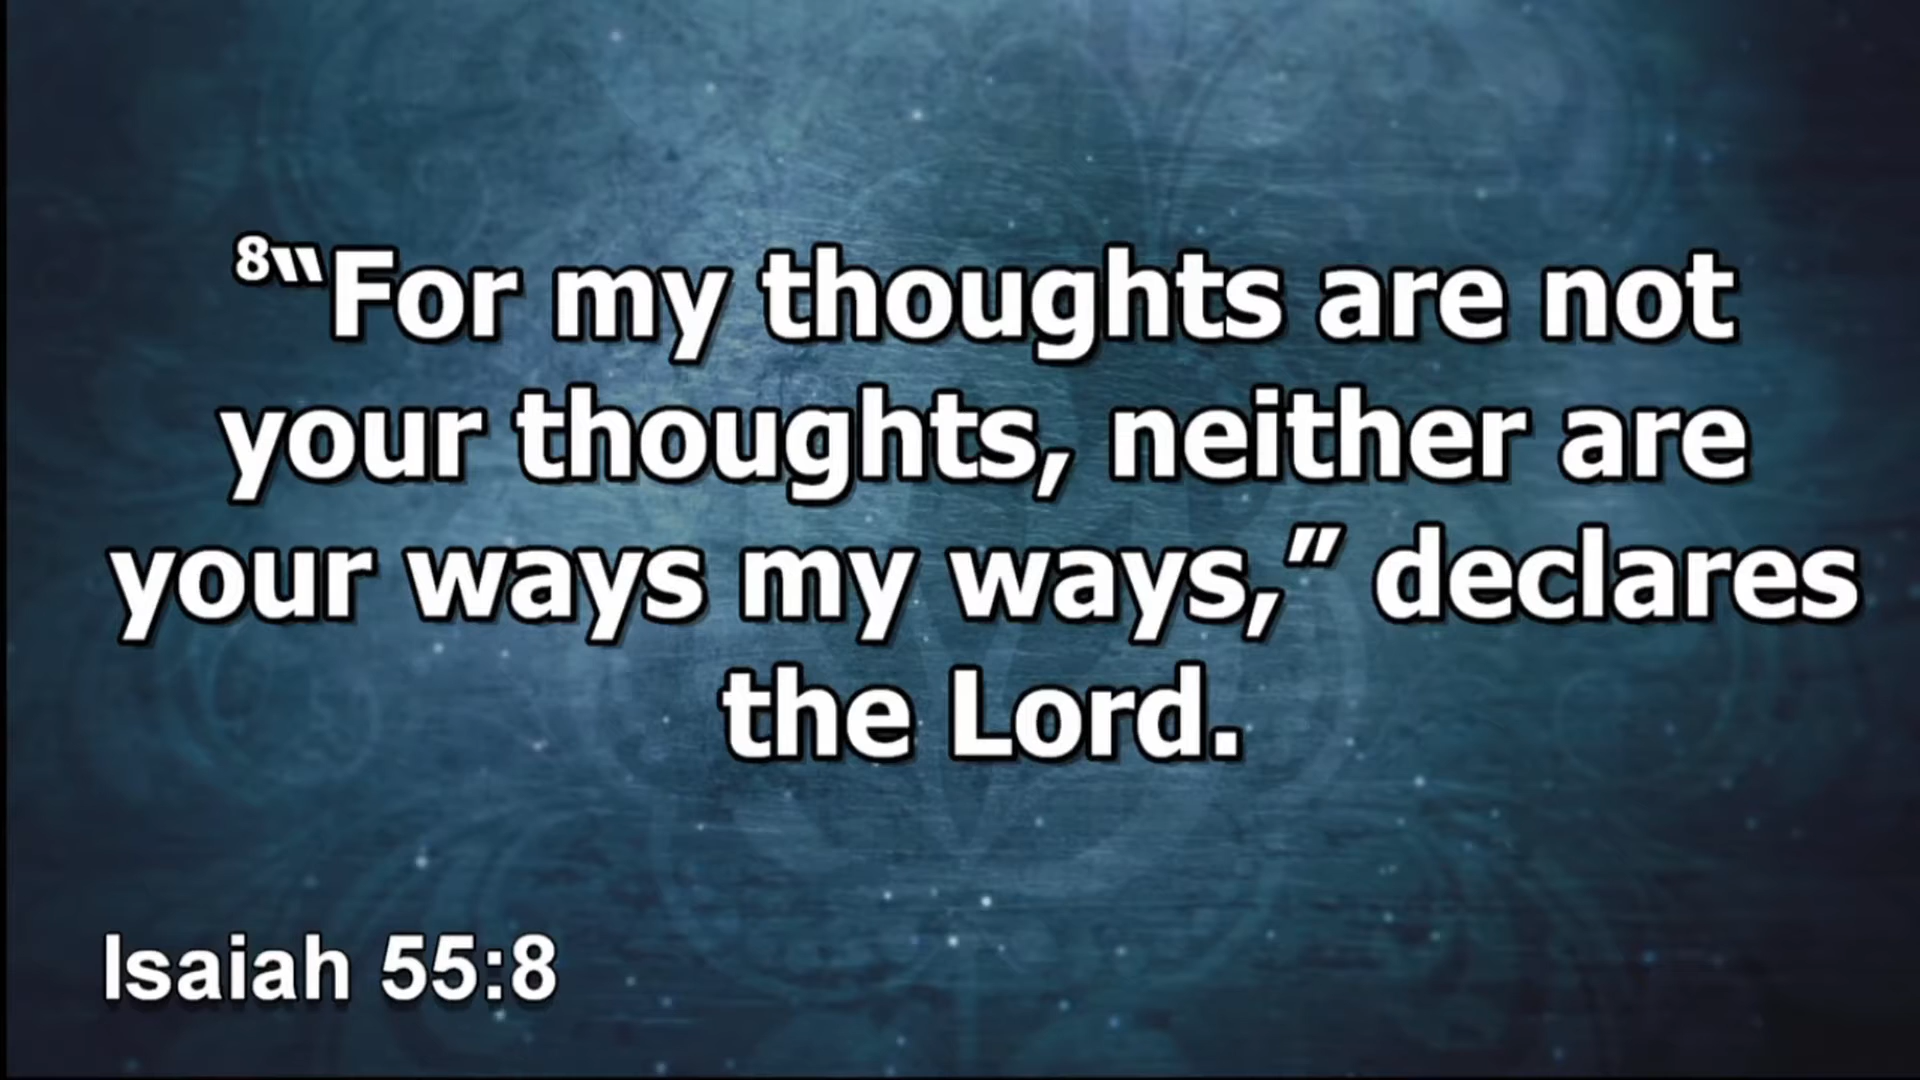 ⁸“For my thoughts are not
your thoughts, neither are
your ways my ways,” declares
the Lord.
Isaiah 55:8